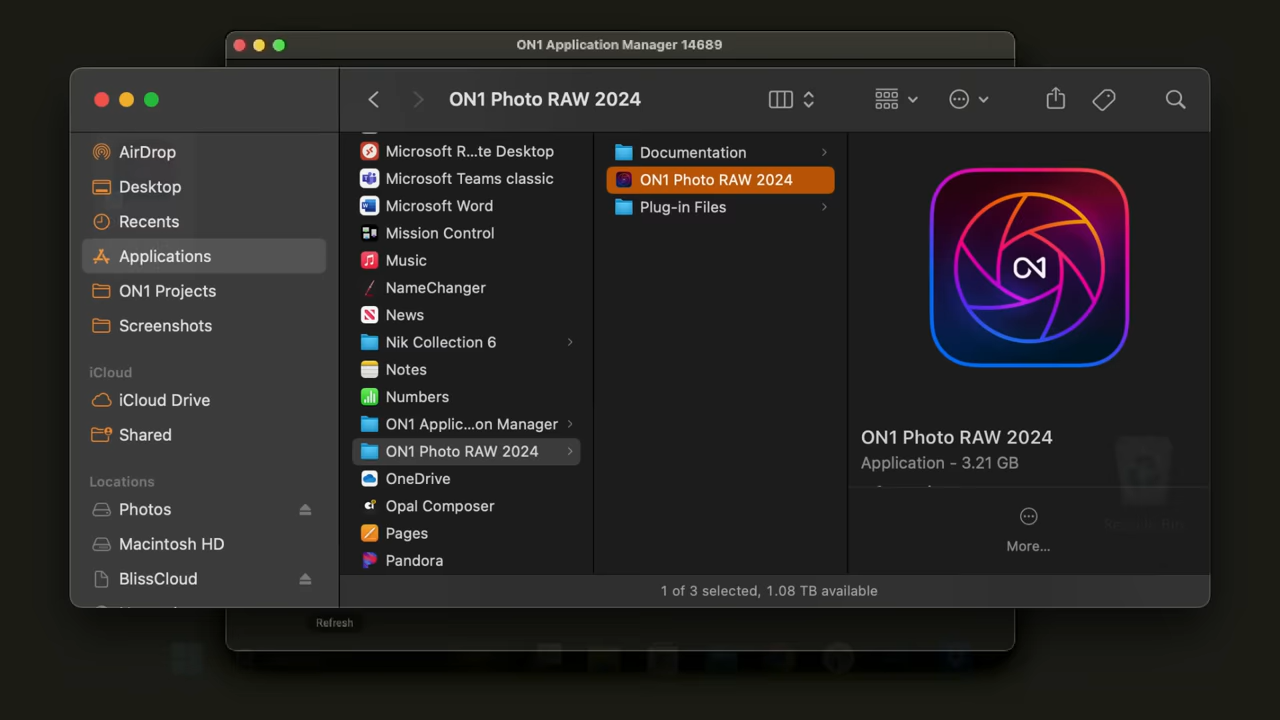 ON1 Application Manager 14689
ON1 Photo RAW 2024
AirDrop
Desktop
Recents
Applications
ON1 Projects
Screenshots
iCloud
iCloud Drive
Shared
Locations
Photos
Macintosh HD
BlissCloud
Microsoft R...te Desktop
Microsoft Teams classic
Microsoft Word
Mission Control
Music
NameChanger
News
Nik Collection 6
Notes
Numbers
ON1 Applic...on Manager
ON1 Photo RAW 2024
OneDrive
Opal Composer
Pages
Pandora
Documentation
ON1 Photo RAW 2024
Plug-in Files
ON1
ON1 Photo RAW 2024
Application - 3.21 GB
More...
1 of 3 selected, 1.08 TB available
Refresh